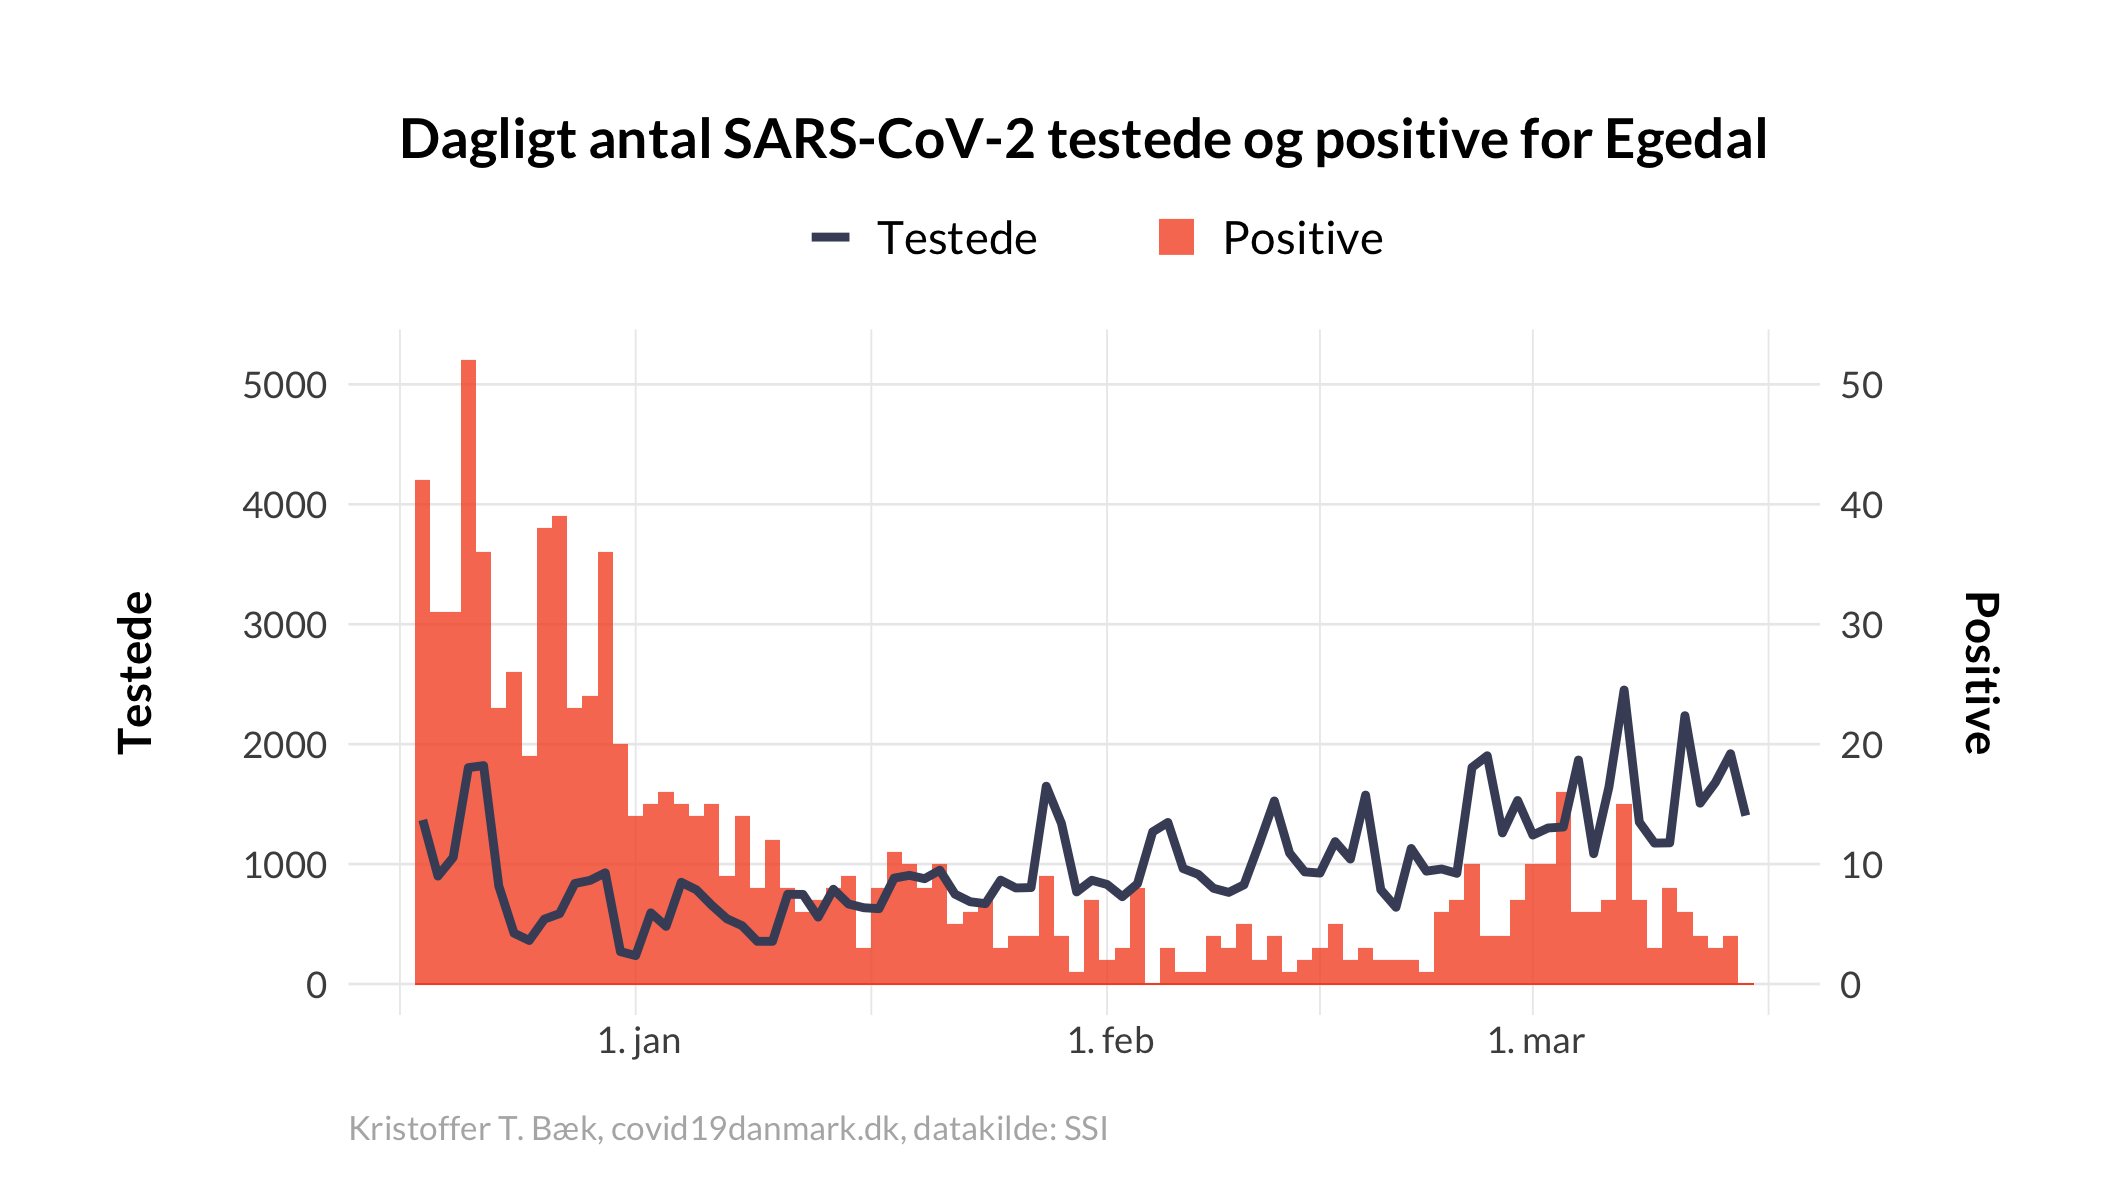 Dagligt antal SARS-CoV-2 testede og positive for Egedal
Testede Positive
5000 50
4000 40
3000 30
2000 20
1000 10
0 0
Testede
Positive
1. jan 1. feb 1. mar
Kristoffer T. Bæk, covid19danmark.dk, datakilde: SSI